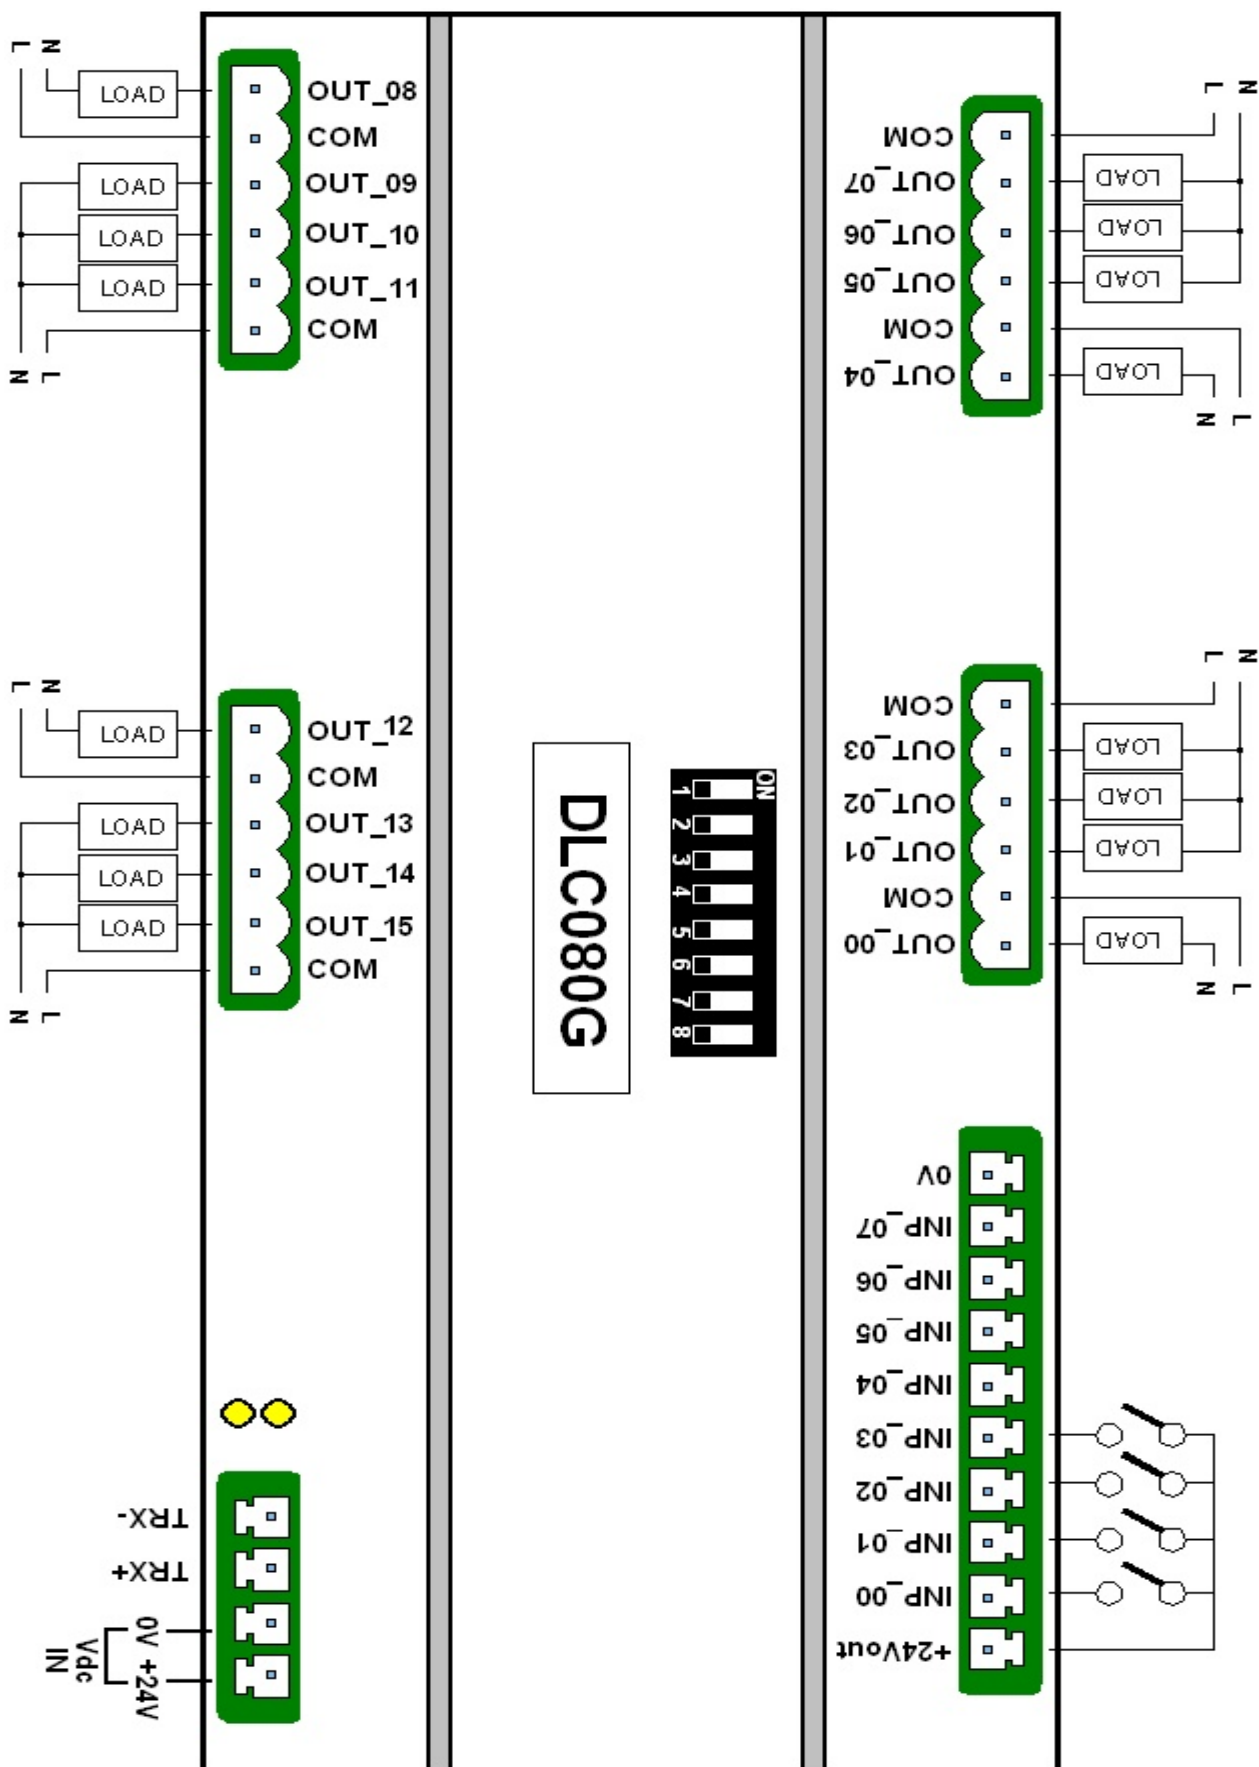 L N
LOAD OUT_08
COM
LOAD OUT_09
LOAD OUT_10
LOAD OUT_11
COM
N L
L N
LOAD OUT_12
COM
LOAD OUT_13
LOAD OUT_14
LOAD OUT_15
COM
N L
TRX-
TRX+
0V
+24V
Vdc
IN
DLC0800G
ON
1
2
3
4
5
6
7
8
L N
COM
OUT_07 LOAD
OUT_06 LOAD
OUT_05 LOAD
COM
OUT_04 LOAD
N L
L N
COM
OUT_03 LOAD
OUT_02 LOAD
OUT_01 LOAD
COM
OUT_00 LOAD
N L
0V
INP_07
INP_06
INP_05
INP_04
INP_03
INP_02
INP_01
INP_00
+24Vout